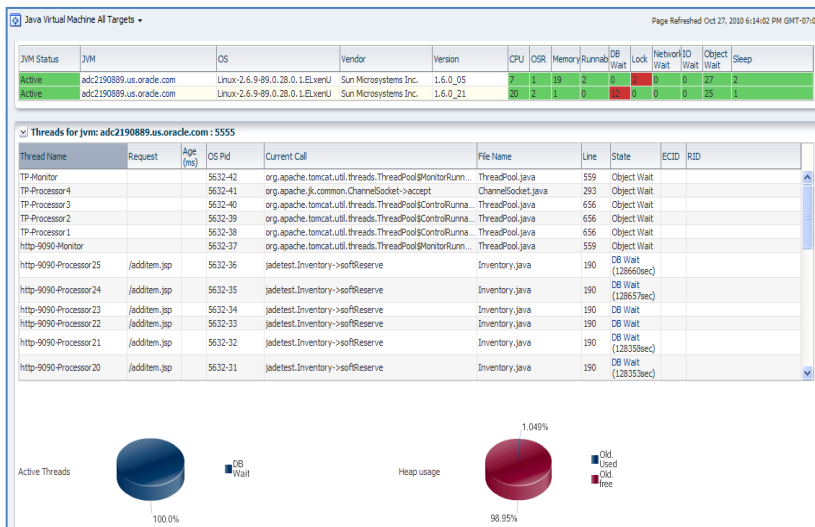 Java Virtual Machine All Targets
Page Refreshed Oct 27, 2010 6:14:02 PM GMT-07:0
JVM Status JVM OS Vendor Version CPU OSR Memory Runnab DB Wait Lock Network Wait IO Wait Object Wait Sleep
Active adc2190889.us.oracle.com Linux-2.6.9-89.0.28.0.1.ELxenU Sun Microsystems Inc. 1.6.0_05 7 1 19 2 0 2 0 0 27 2
Active adc2190889.us.oracle.com Linux-2.6.9-89.0.28.0.1.ELxenU Sun Microsystems Inc. 1.6.0_21 20 2 1 0 12 0 0 0 25 1
Threads for jvm: adc2190889.us.oracle.com : 5555
Thread Name Request Age (ms) OS Pid Current Call File Name Line State ECID RID
TP-Monitor 5632-42 org.apache.tomcat.util.threads.ThreadPool$MonitorRunn... ThreadPool.java 559 Object Wait
TP-Processor4 5632-41 org.apache.jk.common.ChannelSocket->accept ChannelSocket.java 293 Object Wait
TP-Processor3 5632-40 org.apache.tomcat.util.threads.ThreadPool$ControlRunna... ThreadPool.java 656 Object Wait
TP-Processor2 5632-39 org.apache.tomcat.util.threads.ThreadPool$ControlRunna... ThreadPool.java 656 Object Wait
TP-Processor1 5632-38 org.apache.tomcat.util.threads.ThreadPool$ControlRunna... ThreadPool.java 656 Object Wait
http-9090-Monitor 5632-37 org.apache.tomcat.util.threads.ThreadPool$MonitorRunn... ThreadPool.java 559 Object Wait
http-9090-Processor25 /additem.jsp 5632-36 jadetest.Inventory->softReserve Inventory.java 190 DB Wait (128660sec)
http-9090-Processor24 /additem.jsp 5632-35 jadetest.Inventory->softReserve Inventory.java 190 DB Wait (128657sec)
http-9090-Processor23 /additem.jsp 5632-34 jadetest.Inventory->softReserve Inventory.java 190 DB Wait
http-9090-Processor22 /additem.jsp 5632-33 jadetest.Inventory->softReserve Inventory.java 190 DB Wait
http-9090-Processor21 /additem.jsp 5632-32 jadetest.Inventory->softReserve Inventory.java 190 DB Wait (128358sec)
http-9090-Processor20 /additem.jsp 5632-31 jadetest.Inventory->softReserve Inventory.java 190 DB Wait (128353sec)
Active Threads
DB Wait
100.0%
Heap usage
1.049%
98.95%
Old. Used
Old. free